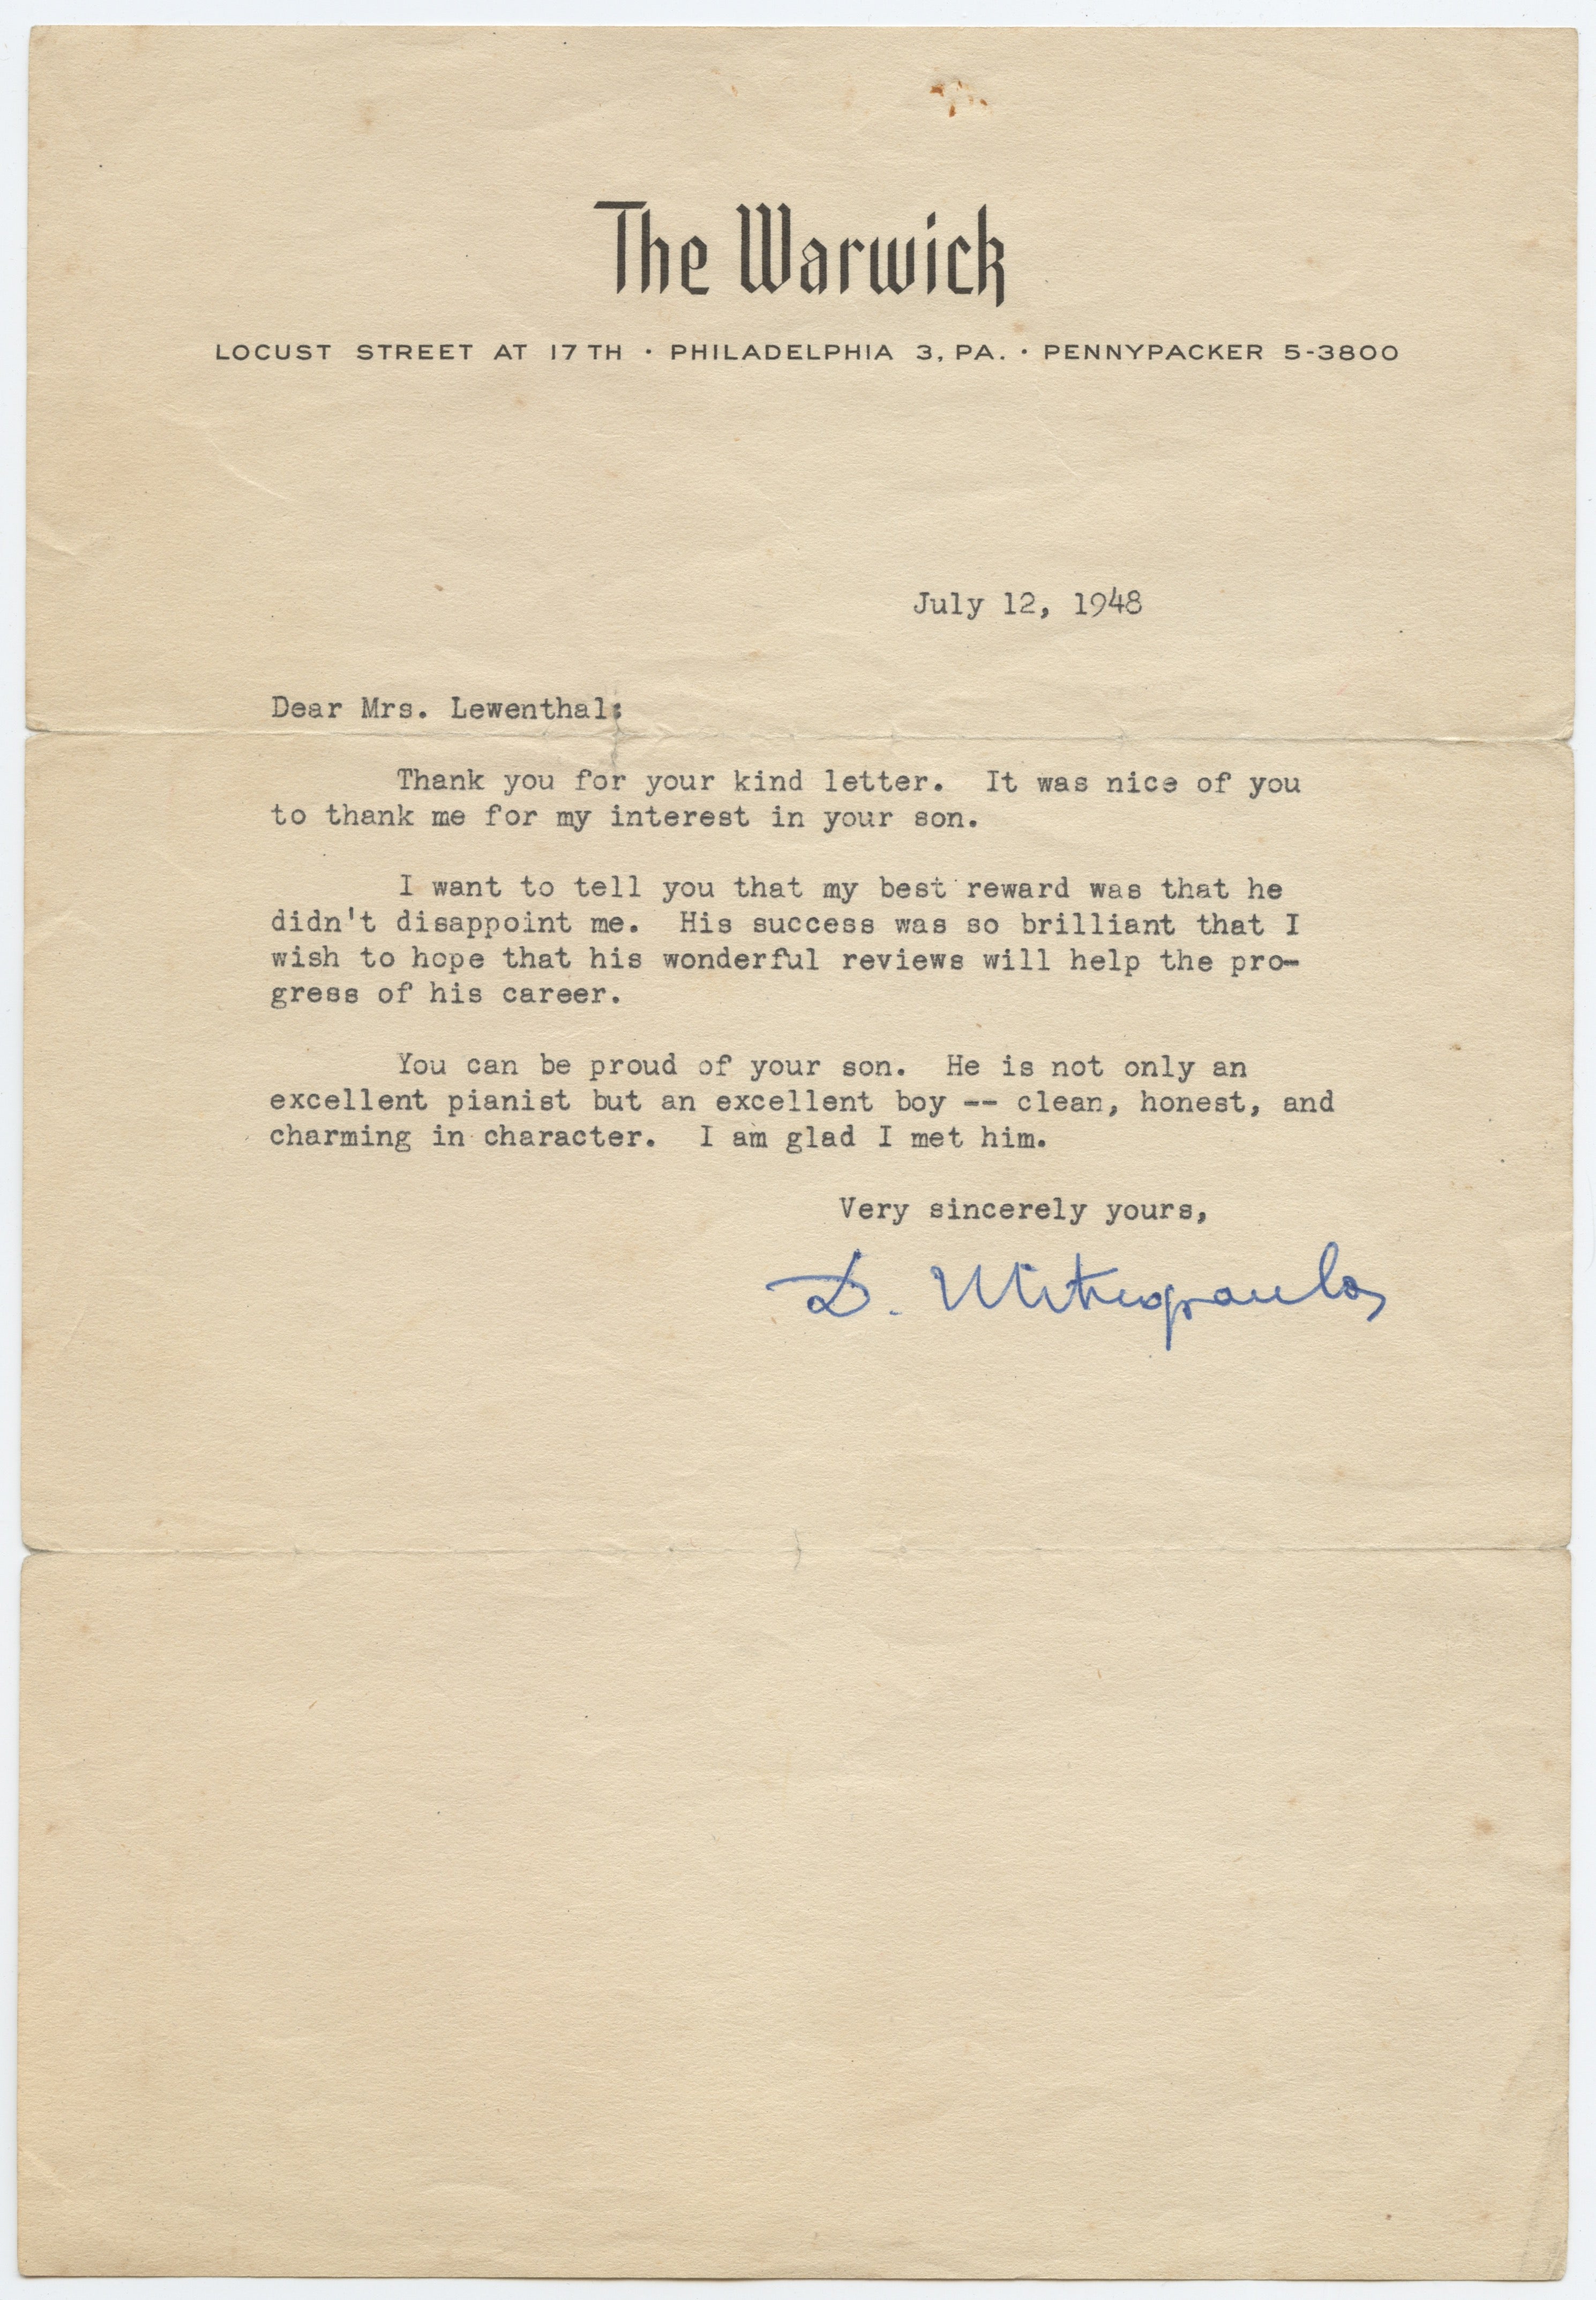 The Warwick
LOCUST STREET AT 17TH • PHILADELPHIA 3, PA. • PENNYPACKER 5-3800
July 12, 1948
Dear Mrs. Lewenthal:
Thank you for your kind letter. It was nice of you
to thank me for my interest in your son.
I want to tell you that my best reward was that he
didn't disappoint me. His success was so brilliant that I
wish to hope that his wonderful reviews will help the pro-
gress of his career.
You can be proud of your son. He is not only an
excellent pianist but an excellent boy -- clean, honest, and
charming in character. I am glad I met him.
Very sincerely yours,
D. Mitropoulos